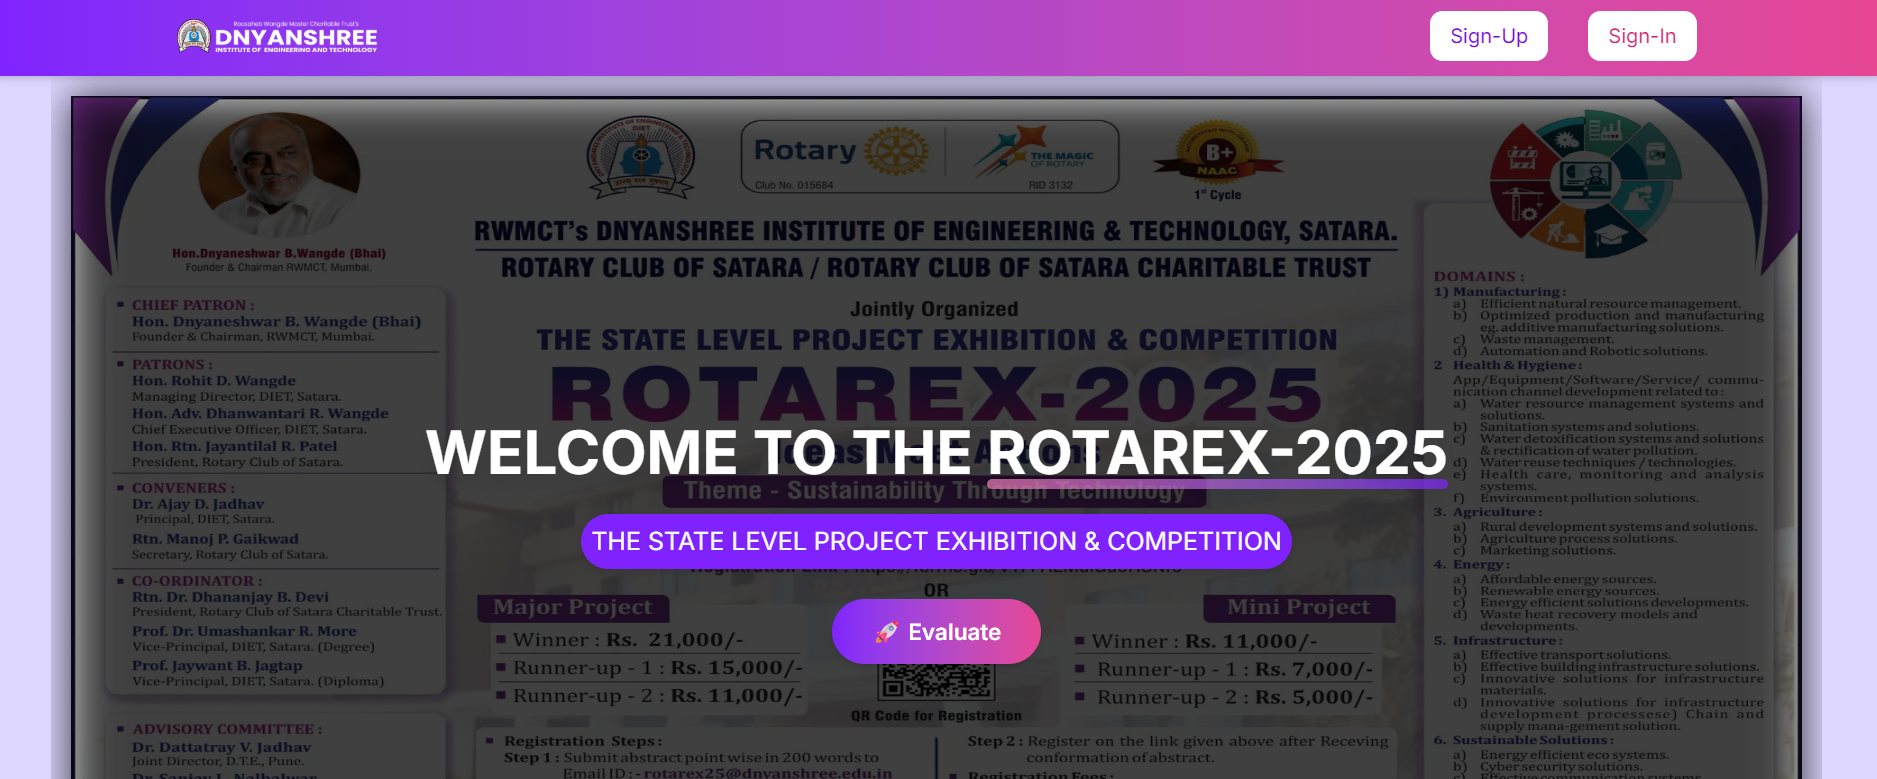 Raosaheb Wangde Master Charitable Trust's
DNYANSHREE
INSTITUTE OF ENGINEERING AND TECHNOLOGY
Sign-Up
Sign-In
DIET
Rotary
Club No. 015684
THE MAGIC
OF ROTARY
RID 3132
B+
NAAC
1st Cycle
Hon.Dnyaneshwar B.Wangde (Bhai)
Founder & Chairman RWMCT, Mumbai.
RWMCT's DNYANSHREE INSTITUTE OF ENGINEERING & TECHNOLOGY, SATARA.
ROTARY CLUB OF SATARA / ROTARY CLUB OF SATARA CHARITABLE TRUST
Jointly Organized
THE STATE LEVEL PROJECT EXHIBITION & COMPETITION
ROTAREX-2025
WELCOME TO THE ROTAREX-2025
Theme - Sustainability Through Technology
THE STATE LEVEL PROJECT EXHIBITION & COMPETITION
OR
🚀 Evaluate
CHIEF PATRON :
Hon. Dnyaneshwar B. Wangde (Bhai)
Founder & Chairman, RWMCT, Mumbai.
PATRONS :
Hon. Rohit D. Wangde
Managing Director, DIET, Satara.
Hon. Adv. Dhanwantari R. Wangde
Chief Executive Officer, DIET, Satara.
Hon. Rtn. Jayantilal R. Patel
President, Rotary Club of Satara.
CONVENERS :
Dr. Ajay D. Jadhav
Principal, DIET, Satara.
Rtn. Manoj P. Gaikwad
Secretary, Rotary Club of Satara.
CO-ORDINATOR :
Rtn. Dr. Dhananjay B. Devi
President, Rotary Club of Satara Charitable Trust.
Prof. Dr. Umashankar R. More
Vice-Principal, DIET, Satara. (Degree)
Prof. Jaywant B. Jagtap
Vice-Principal, DIET, Satara. (Diploma)
ADVISORY COMMITTEE :
Dr. Dattatray V. Jadhav
Joint Director, D.T.E., Pune.
Major Project
Winner : Rs. 21,000/-
Runner-up - 1 : Rs. 15,000/-
Runner-up - 2 : Rs. 11,000/-
Mini Project
Winner : Rs. 11,000/-
Runner-up - 1 : Rs. 7,000/-
Runner-up - 2 : Rs. 5,000/-
QR Code for Registration
Registration Steps :
Step 1 : Submit abstract point wise in 200 words to
Email ID : - rotarex25@dnyanshree.edu.in
Step 2 : Register on the link given above after Receving
conformation of abstract.
Registration Fees :
DOMAINS :
1) Manufacturing :
a) Efficient natural resource management.
b) Optimized production and manufacturing
eg. additive manufacturing solutions.
c) Waste management.
d) Automation and Robotic solutions.
2 Health & Hygiene :
App/Equipment/Software/Service/ commu-
nication channel development related to :
a) Water resource management systems and
solutions.
b) Sanitation systems and solutions.
c) Water detoxification systems and solutions
& rectification of water pollution.
d) Water reuse techniques / technologies.
e) Health care, monitoring and analysis
systems.
f) Environment pollution solutions.
3. Agriculture :
a) Rural development systems and solutions.
b) Agriculture process solutions.
c) Marketing solutions.
4. Energy :
a) Affordable energy sources.
b) Renewable energy sources.
c) Energy efficient solutions developments.
d) Waste heat recovery models and
developments.
5. Infrastructure :
a) Effective transport solutions.
b) Effective building infrastructure solutions.
c) Innovative solutions for infrastructure
materials.
d) Innovative solutions for infrastructure
development processese) Chain and
supply mana-gement solution.
6. Sustainable Solutions :
a) Energy efficient eco systems.
b) Cyber security solutions.